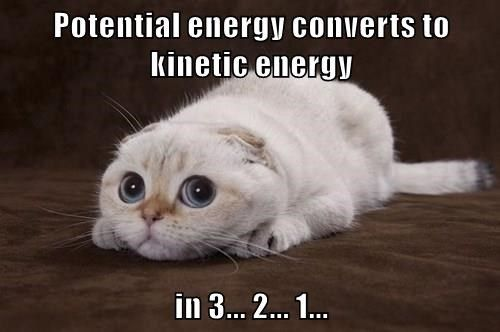 Potential energy converts to
kinetic energy
in 3... 2... 1...